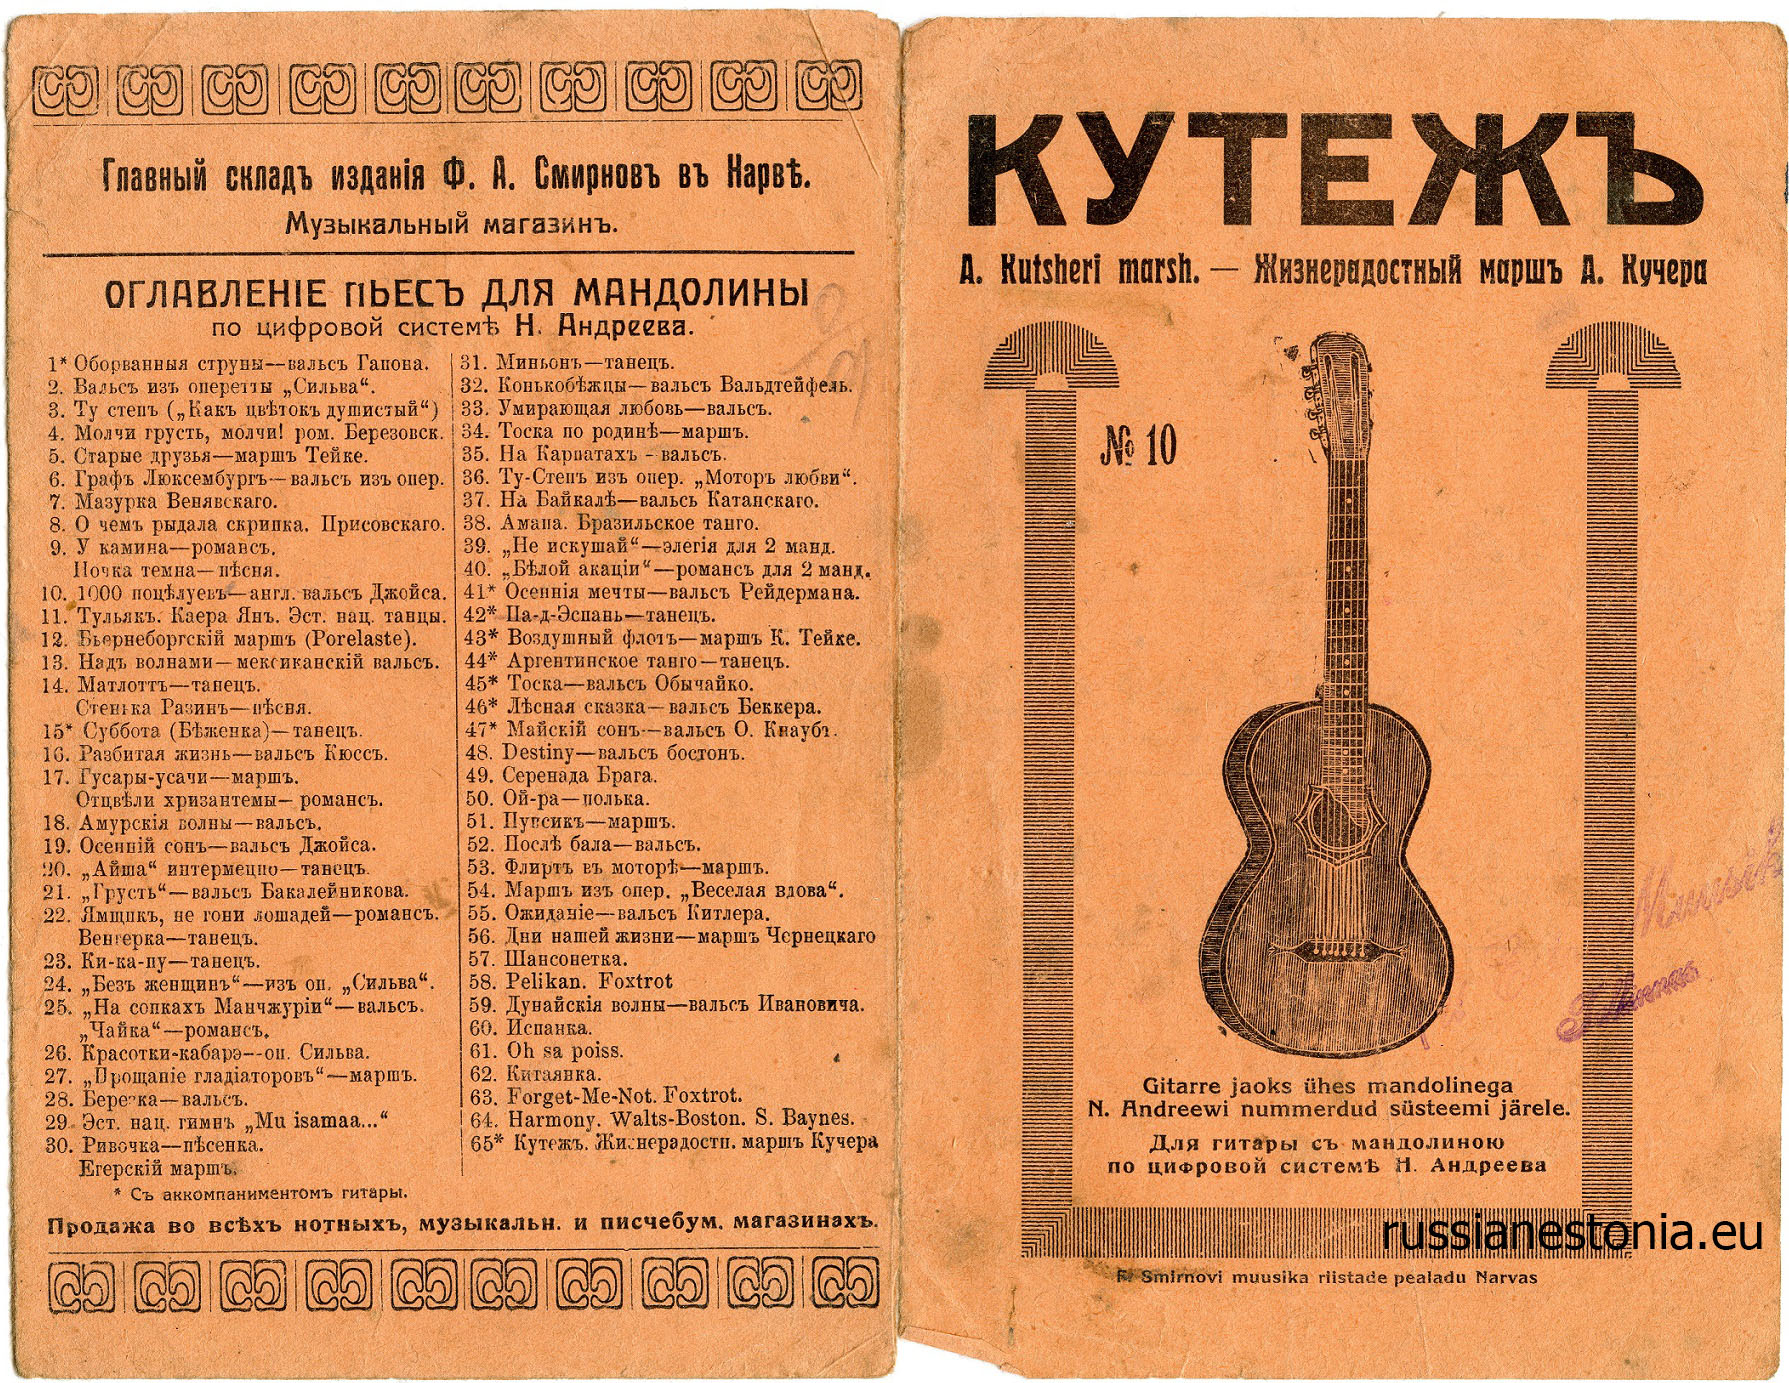 Главный складъ изданія Ф. А. Смирновъ въ Нарвѣ.
Музыкальный магазинъ.
ОГЛАВЛЕНІЕ ПЬЕСЪ ДЛЯ МАНДОЛИНЫ
по цифровой системѣ Н. Андреева.
1* Оборванныя струны—вальсъ Гапона.
2. Вальсъ изъ оперетты „Сильва“.
3. Ту степъ („Какъ цвѣтокъ душистый“)
4. Молчи грусть, молчи! ром. Березовск.
5. Старые друзья—маршъ Тейке.
6. Графъ Люксембургъ—вальсъ изъ опер.
7. Мазурка Венявскаго.
8. О чемъ рыдала скрипка. Присовскаго.
9. У камина—романсъ.
Ночка темна—пѣсня.
10. 1000 поцѣлуевъ—англ. вальсъ Джойса.
11. Тульякъ. Каера Янъ. Эст. нац. танцы.
12. Бьернеборгскій маршъ (Porelaste).
13. Надъ волнами—мексиканскій вальсъ.
14. Матлоттъ—танецъ.
Стенька Разинъ—пѣсня.
15* Суббота (Бѣженка)—танецъ.
16. Разбитая жизнь—вальсъ Кюссъ.
17. Гусары-усачи—маршъ.
Отцвѣли хризантемы—романсъ.
18. Амурскія волны—вальсъ.
19. Осенній сонъ—вальсъ Джойса.
20. „Айша“ интермецио—танецъ.
21. „Грусть“—вальсъ Бакалейникова.
22. Ямщикъ, не гони лошадей—романсъ.
Венгерка—танецъ.
23. Ки-ка-пу—танецъ.
24. „Безъ женщинъ“—изъ оп. „Сильва“.
25. „На сопкахъ Манчжуріи“—вальсъ.
„Чайка“—романсъ.
26. Красотки-кабарэ—оп. Сильва.
27. „Прощаніе гладіаторовъ“—маршъ.
28. Березка—вальсъ.
29. Эст. нац. гимнъ „Mu isamaa...“
30. Ривочка—пѣсенка.
Егерскій маршъ.
31. Миньонъ—танецъ.
32. Конькобѣжцы—вальсъ Вальдтейфель.
33. Умирающая любовь—вальсъ.
34. Тоска по родинѣ—маршъ.
35. На Карпатахъ - вальсъ.
36. Ту-Степъ изъ опер. „Моторъ любви“.
37. На Байкалѣ—вальсъ Катанскаго.
38. Амапа. Бразильское танго.
39. „Не искушай“—элегія для 2 манд.
40. „Бѣлой акаціи“—романсъ для 2 манд.
41* Осеннія мечты—вальсъ Рейдермана.
42* Па-д-Эспань—танецъ.
43* Воздушный флотъ—маршъ К. Тейке.
44* Аргентинское танго—танецъ.
45* Тоска—вальсъ Обычайко.
46* Лѣсная сказка—вальсъ Беккера.
47* Майскій сонъ—вальсъ О. Кнаубъ.
48. Destiny—вальсъ бостонъ.
49. Серенада Брага.
50. Ой-ра—полька.
51. Пупсикъ—маршъ.
52. Послѣ бала—вальсъ.
53. Флиртъ въ моторѣ—маршъ.
54. Маршъ изъ опер. „Веселая вдова“.
55. Ожиданіе—вальсъ Китлера.
56. Дни нашей жизни—маршъ Чернецкаго
57. Шансонетка.
58. Pelikan. Foxtrot
59. Дунайскія волны—вальсъ Ивановича.
60. Испанка.
61. Oh sa poiss.
62. Китаянка.
63. Forget-Me-Not. Foxtrot.
64. Harmony. Walts-Boston. S. Baynes.
65* Кутежъ. Жизнерадостн. маршъ Кучера
* Съ аккомпаниментомъ гитары.
Продажа во всѣхъ нотныхъ, музыкальн. и писчебум. магазинахъ.
КУТЕЖЪ
A. Kutsheri marsh. — Жизнерадостный маршъ А. Кучера
№ 10
Gitarre jaoks ühes mandolinega
N. Andreewi nummerdud süsteemi järele.
Для гитары съ мандолиною
по цифровой системѣ Н. Андреева
russianestonia.eu
F. Smirnovi muusika riistade pealadu Narvas